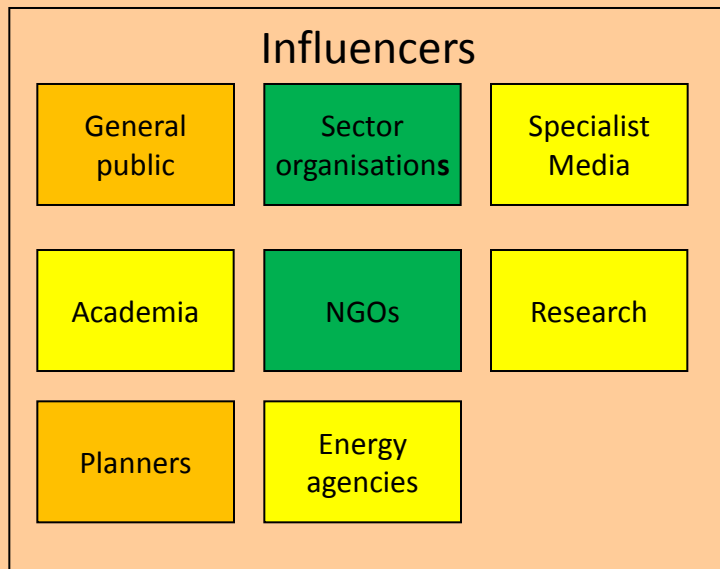 Influencers
General
public
Sector
organisations
Specialist
Media
Academia
NGOs
Research
Planners
Energy
agencies